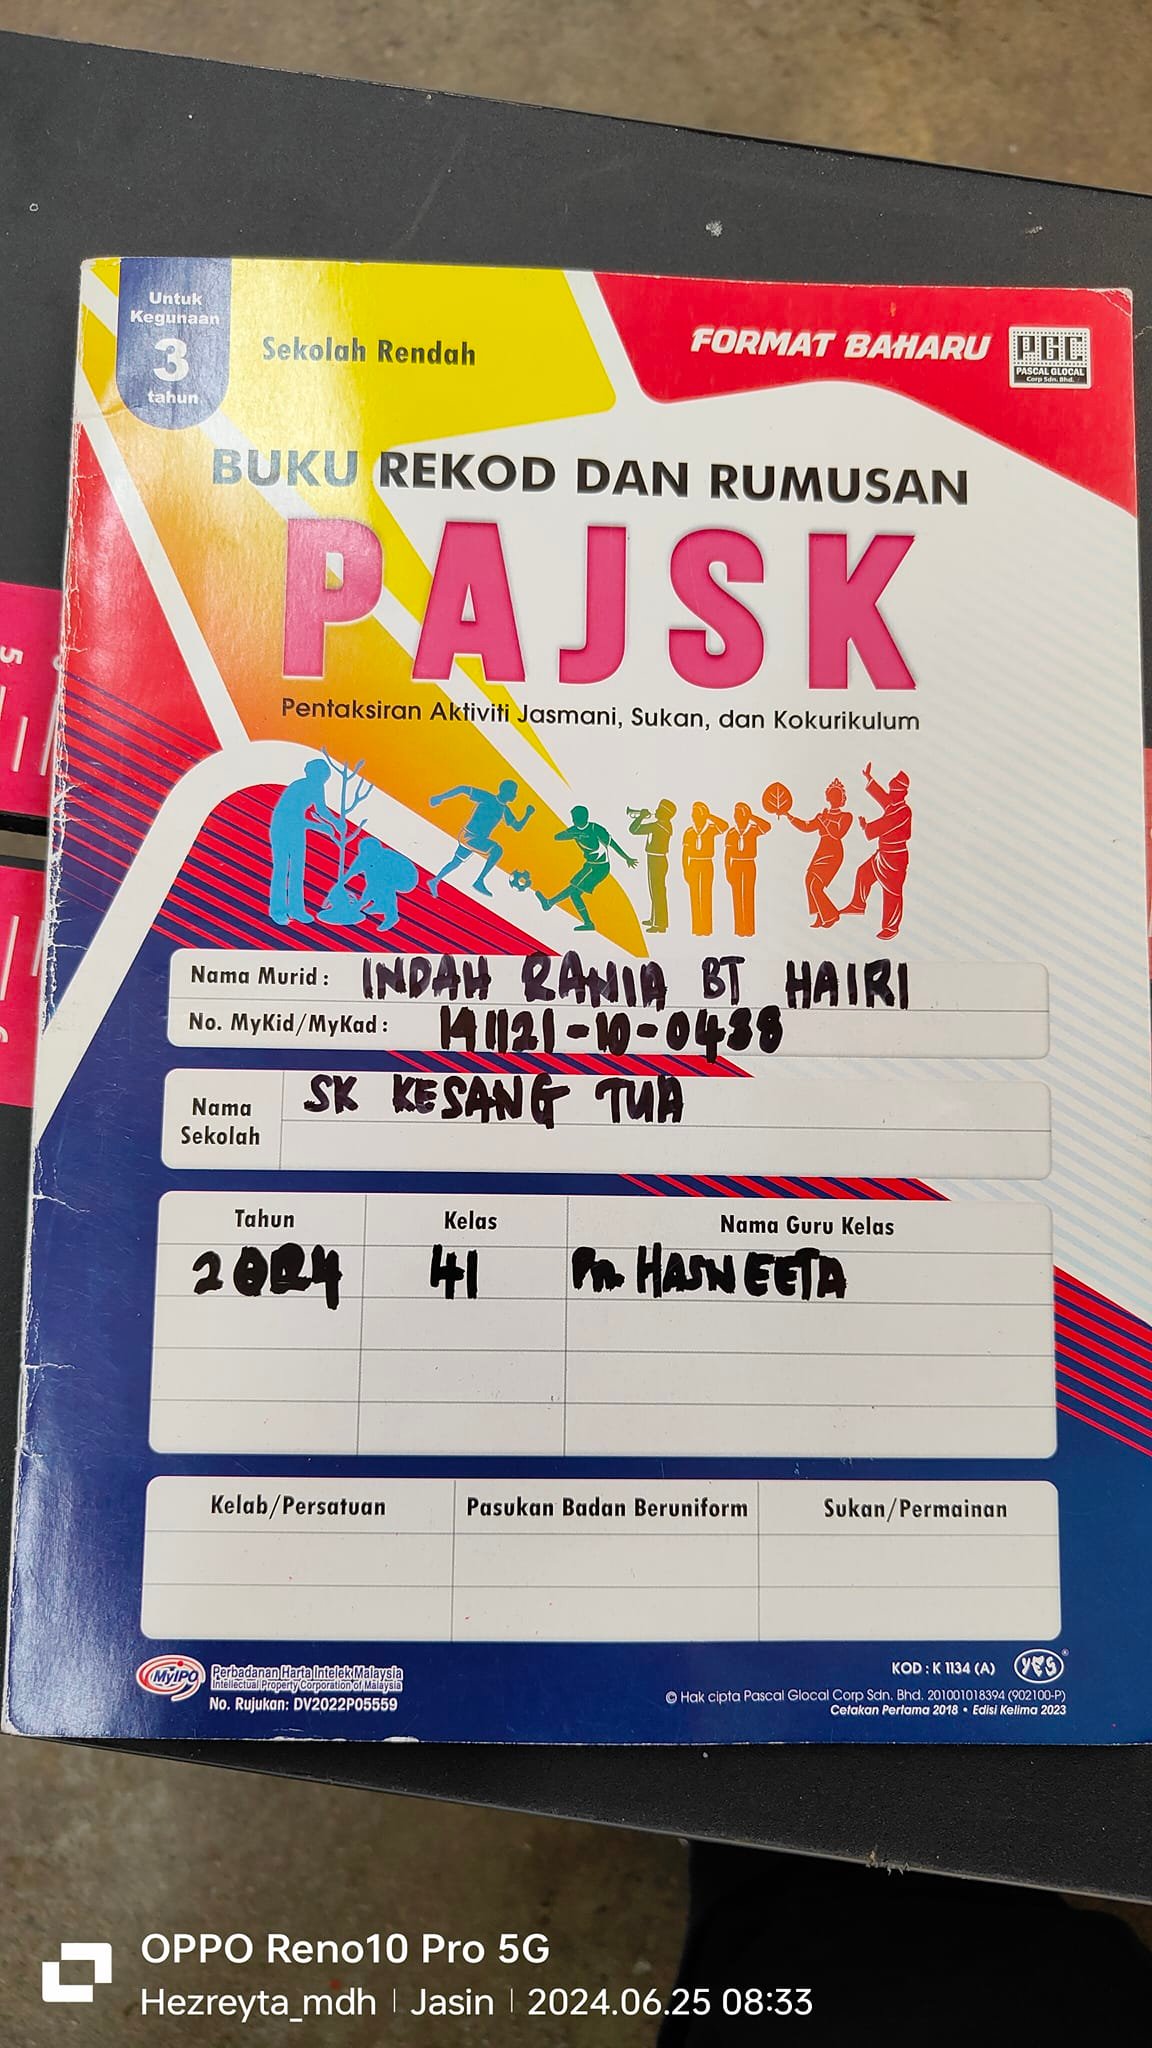 Untuk
Kegunaan
3
tahun
Sekolah Rendah
FORMAT BAHARU
PGC
PASCAL GLOCAL
Corp Sdn. Bhd.
BUKU REKOD DAN RUMUSAN
PAJSK
Pentaksiran Aktiviti Jasmani, Sukan, dan Kokurikulum
Nama Murid : INDAH RANIA BT HAIRI
No. MyKid/MyKad : 141121-10-0438
Nama Sekolah SK KESANG TUA
Tahun Kelas Nama Guru Kelas
2024 41 Pn. HASNEETA
Kelab/Persatuan Pasukan Badan Beruniform Sukan/Permainan
MyIPO Perbadanan Harta Intelek Malaysia
Intellectual Property Corporation of Malaysia
No. Rujukan: DV2022P05559
KOD : K 1134 (A) YES
© Hak cipta Pascal Glocal Corp Sdn. Bhd. 201001018394 (902100-P)
Cetakan Pertama 2018 • Edisi Kelima 2023
OPPO Reno10 Pro 5G
Hezreyta_mdh | Jasin | 2024.06.25 08:33